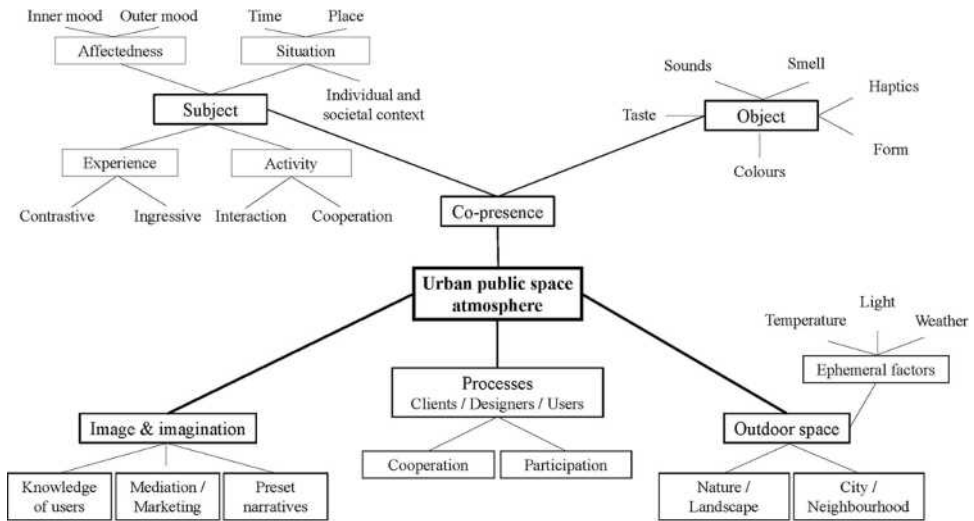 Inner mood
Outer mood
Time
Place
Affectedness
Situation
Sounds
Smell
Haptics
Individual and
societal context
Subject
Taste
Object
Form
Experience
Activity
Colours
Contrastive
Ingressive
Interaction
Cooperation
Co-presence
Urban public space
atmosphere
Light
Temperature
Weather
Ephemeral factors
Processes
Clients / Designers / Users
Image & imagination
Outdoor space
Cooperation
Participation
Knowledge
of users
Mediation /
Marketing
Preset
narratives
Nature /
Landscape
City /
Neighbourhood